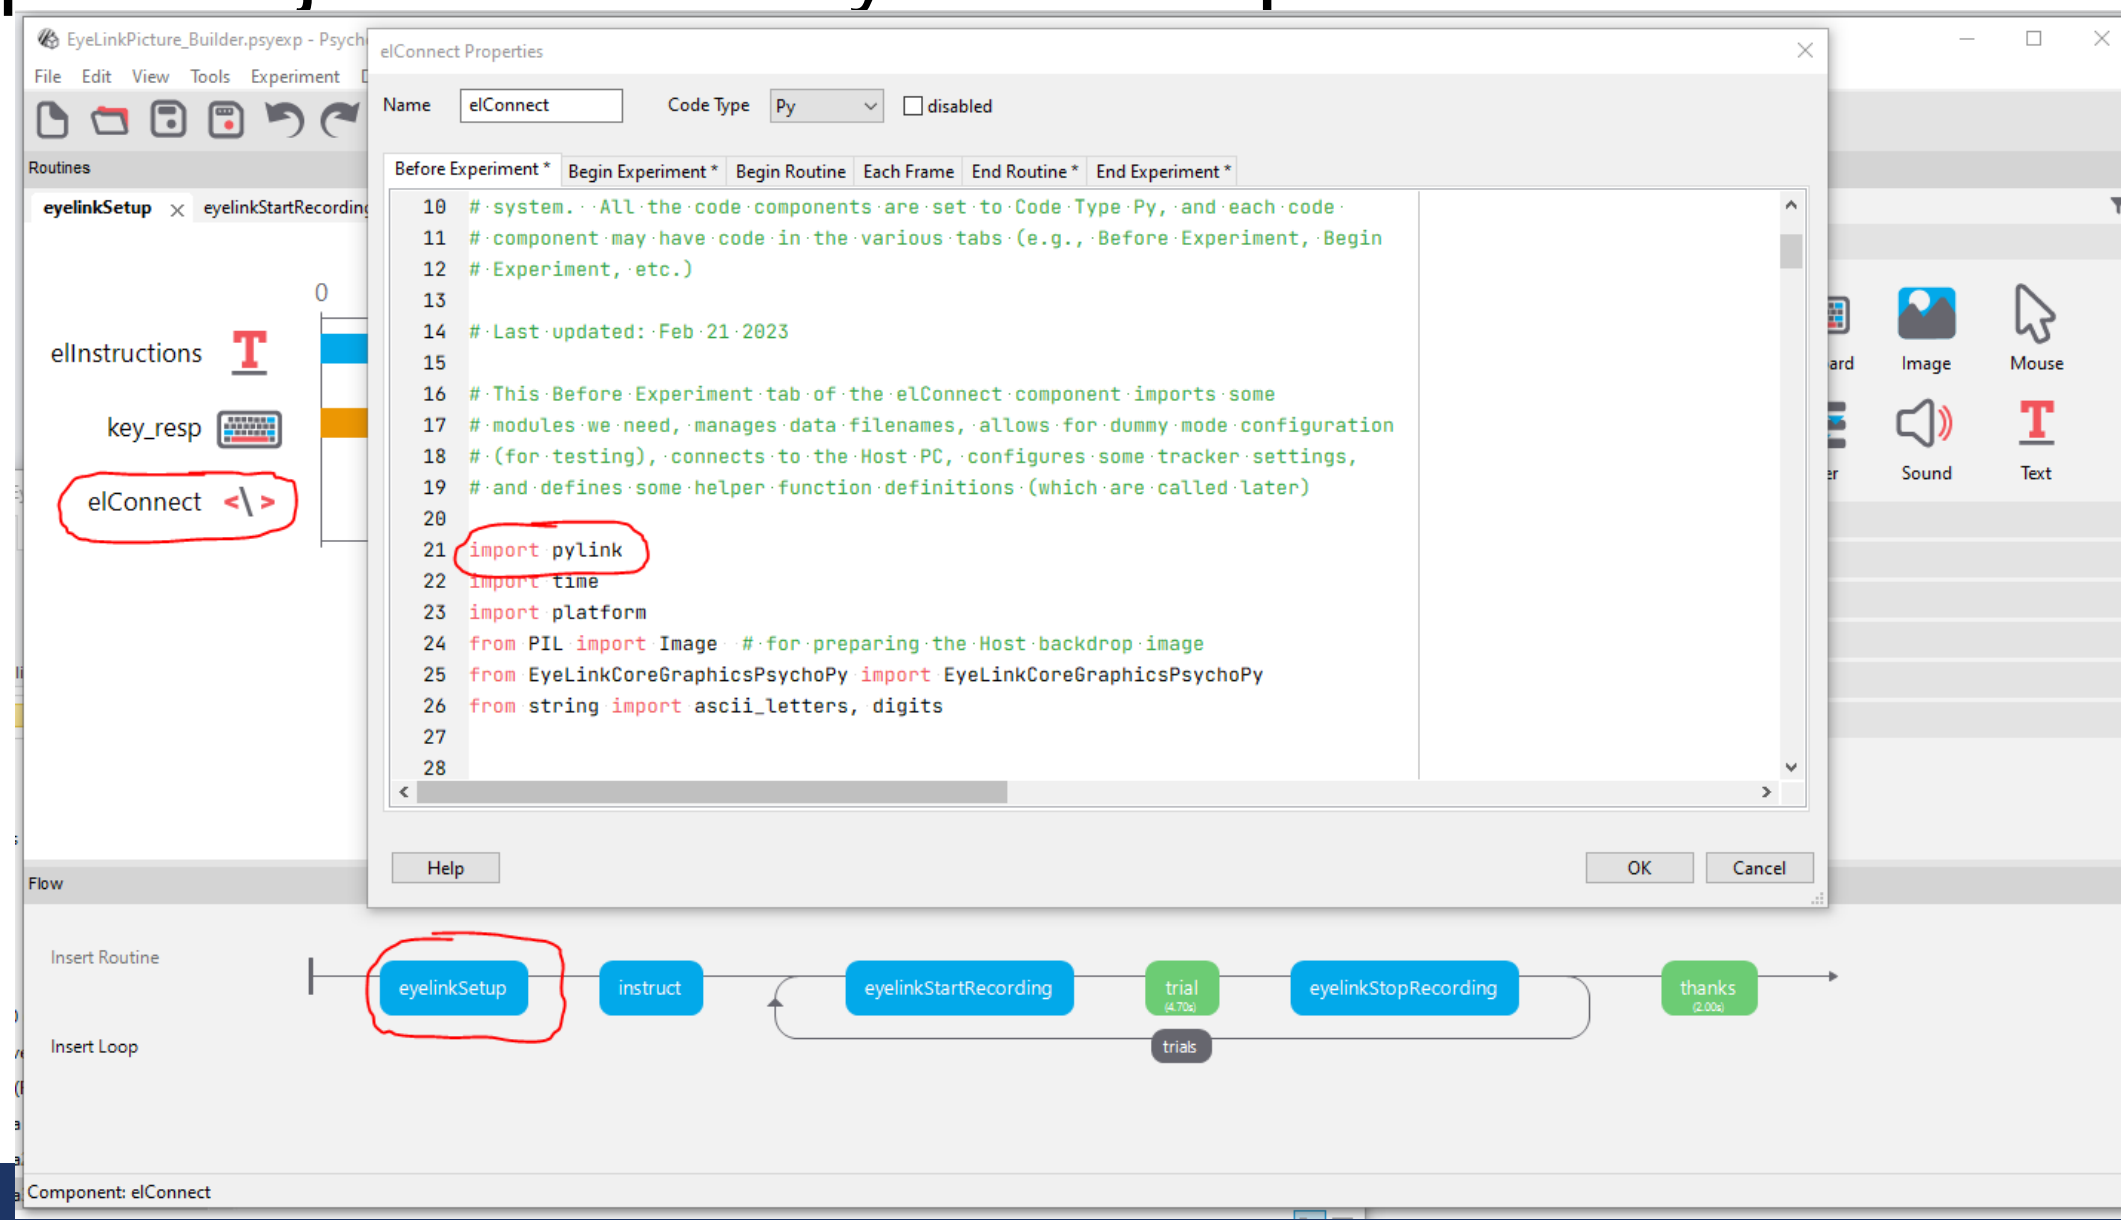 EyeLinkPicture_Builder.psyexp - Psych
File Edit View Tools Experiment
Routines
eyelinkSetup eyelinkStartRecording
0
elInstructions T
key_resp
elConnect <\>
elConnect Properties
Name elConnect Code Type Py disabled
Before Experiment * Begin Experiment * Begin Routine Each Frame End Routine * End Experiment *
10 # system. All the code components are set to Code Type Py, and each code
11 # component may have code in the various tabs (e.g., Before Experiment, Begin
12 # Experiment, etc.)
13
14 # Last updated: Feb 21 2023
15
16 # This Before Experiment tab of the elConnect component imports some
17 # modules we need, manages data filenames, allows for dummy mode configuration
18 # (for testing), connects to the Host PC, configures some tracker settings,
19 # and defines some helper function definitions (which are called later)
20
21 import pylink
22 import time
23 import platform
24 from PIL import Image # for preparing the Host backdrop image
25 from EyeLinkCoreGraphicsPsychoPy import EyeLinkCoreGraphicsPsychoPy
26 from string import ascii_letters, digits
27
28
Help OK Cancel
ard Image Mouse
T
er Sound Text
Flow
Insert Routine
Insert Loop
eyelinkSetup instruct eyelinkStartRecording trial eyelinkStopRecording thanks
(4.70s) (2.00s)
trials
Component: elConnect